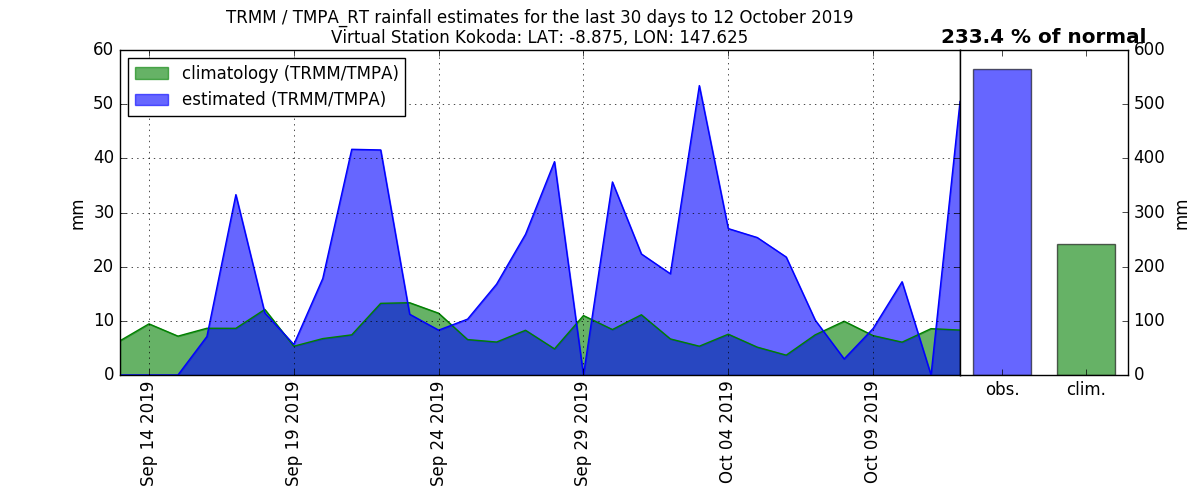 TRMM / TMPA_RT rainfall estimates for the last 30 days to 12 October 2019
Virtual Station Kokoda: LAT: -8.875, LON: 147.625
233.4 % of normal
climatology (TRMM/TMPA)
estimated (TRMM/TMPA)
60
50
40
30
20
10
0
mm
Sep 14 2019
Sep 19 2019
Sep 24 2019
Sep 29 2019
Oct 04 2019
Oct 09 2019
600
500
400
300
200
100
0
mm
obs.
clim.